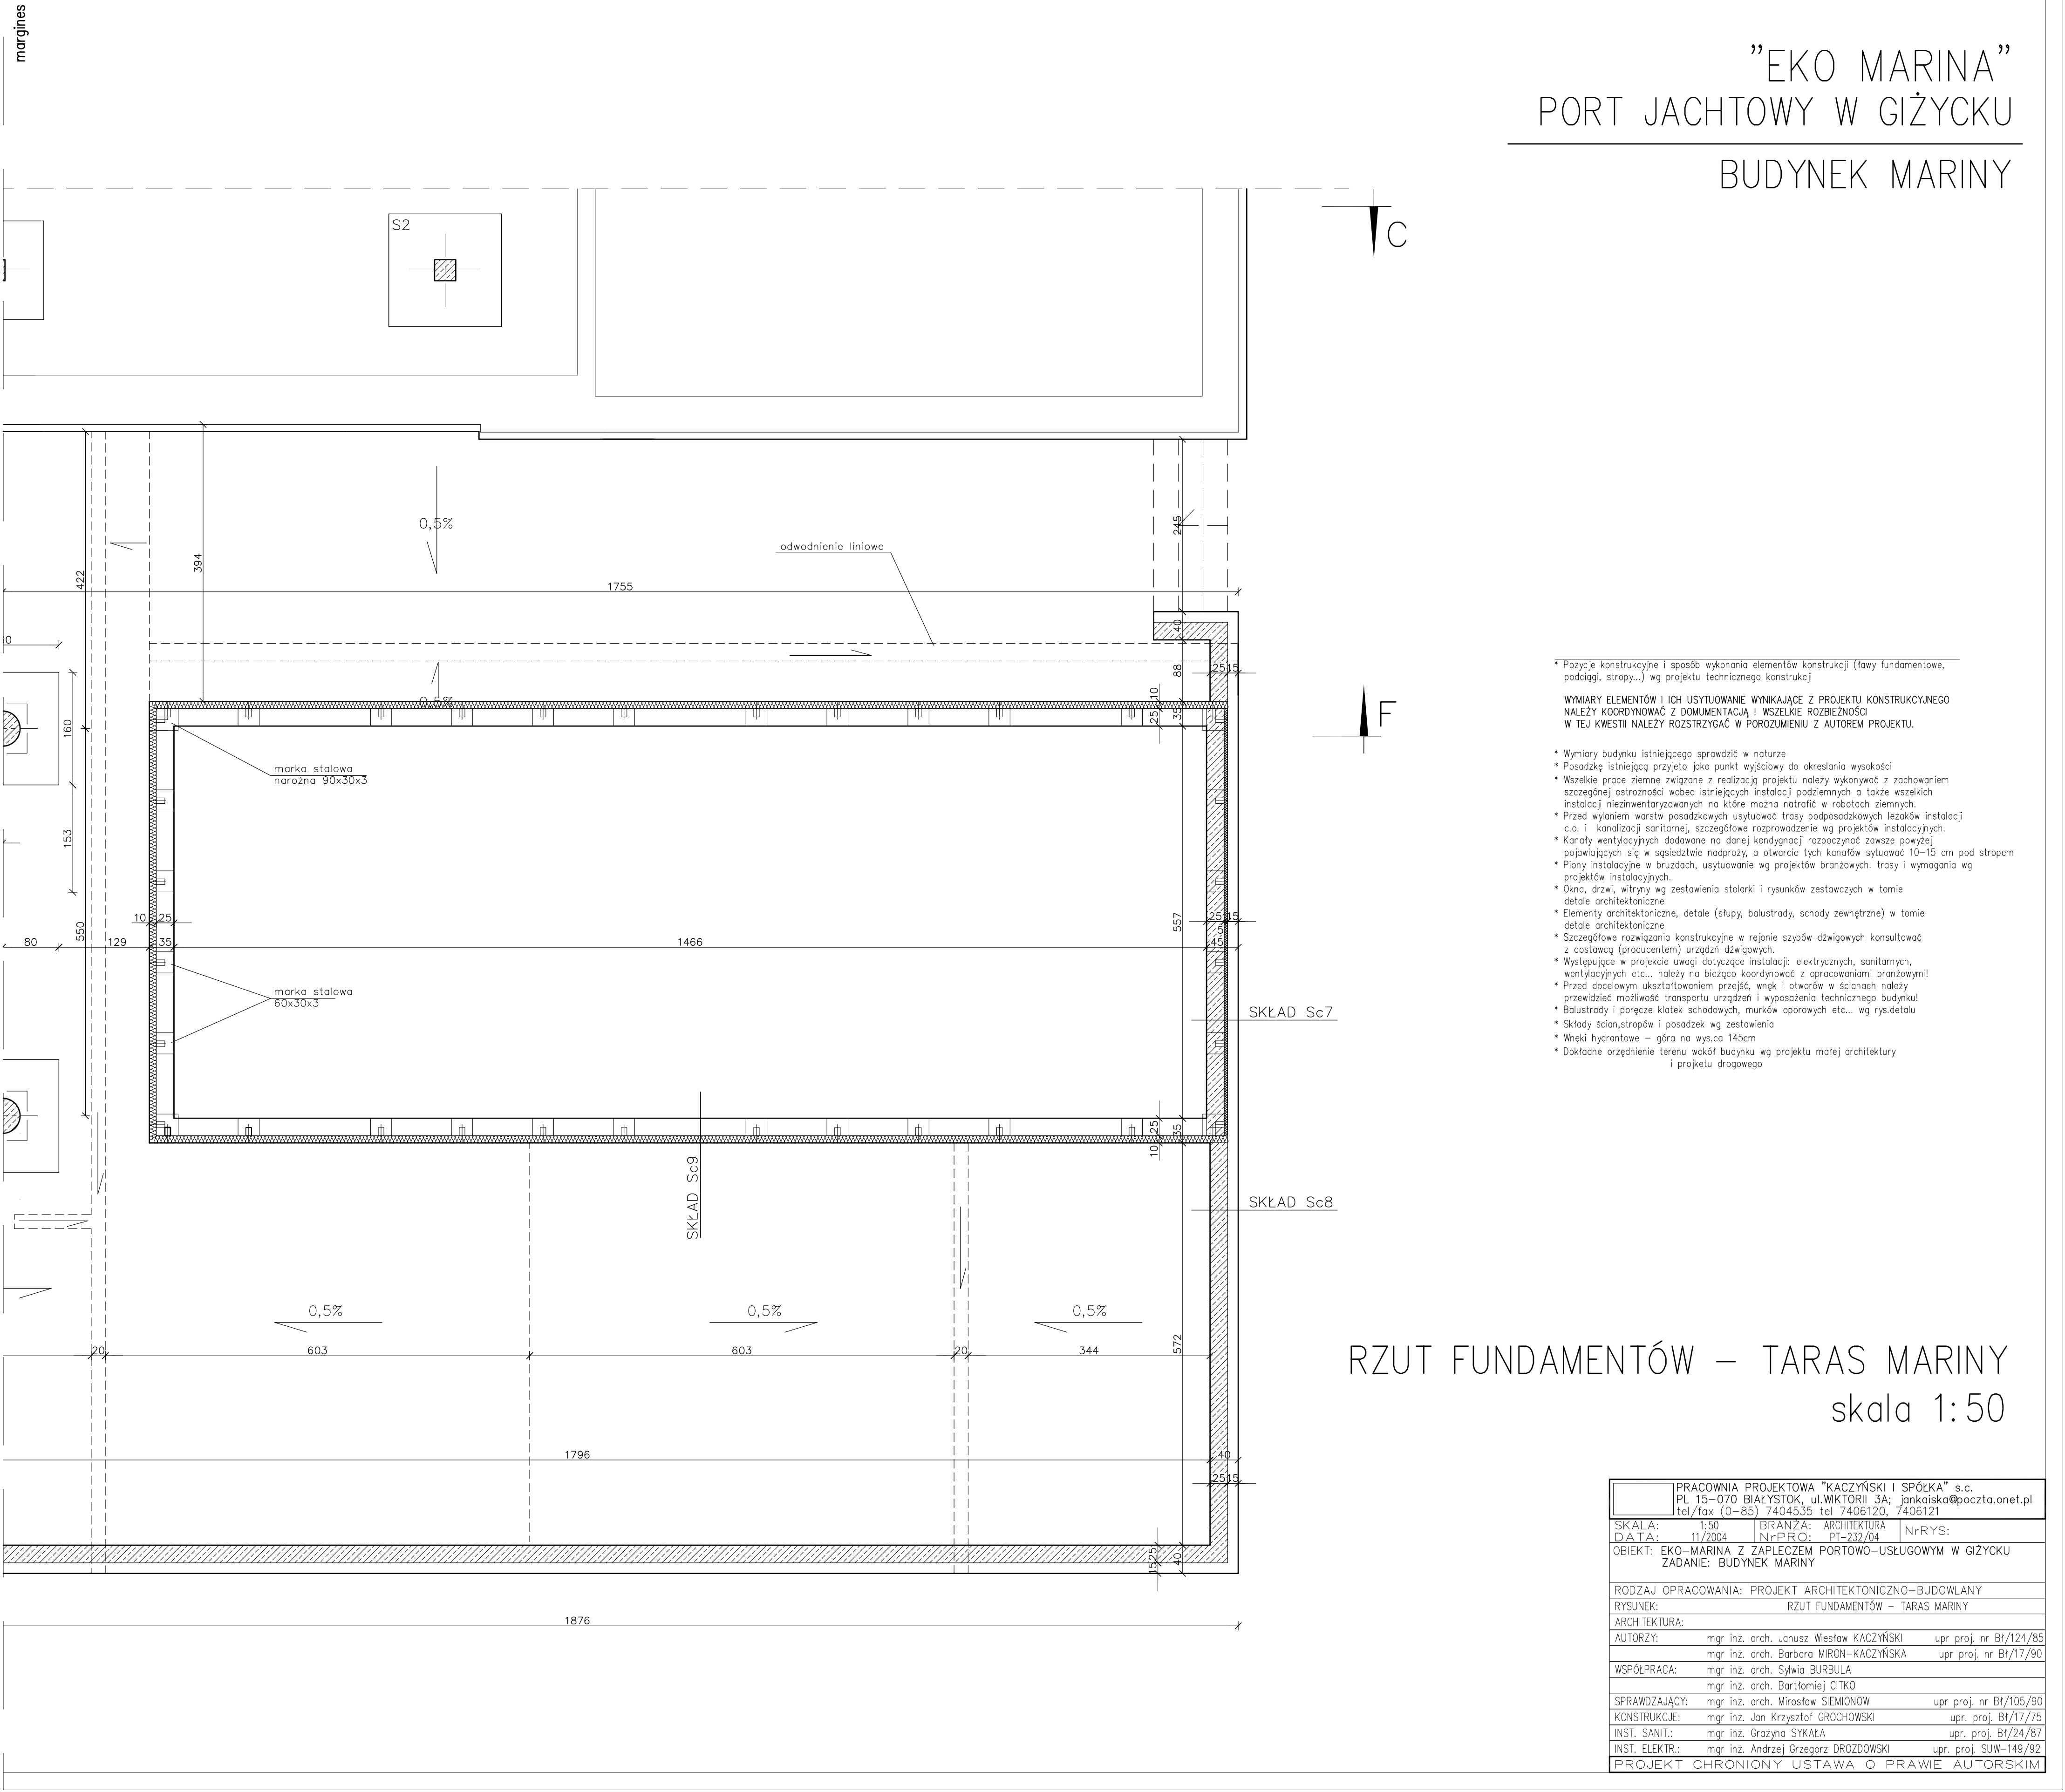 margines
"EKO MARINA"
PORT JACHTOWY W GIŻYCKU
BUDYNEK MARINY
S2
C
0,5%
odwodnienie liniowe
394
422
245
1755
40
88
2515
0,5%
10
25
35
F
160
marka stalowa
narożna 90x30x3
153
550
10 25
557
2515
5
80
129
35
1466
45
marka stalowa
60x30x3
SKŁAD Sc7
25
35
10
SKŁAD Sc9
SKŁAD Sc8
0,5%
0,5%
0,5%
572
20
603
603
20
344
1796
40
2515
1525
40
1876
* Pozycje konstrukcyjne i sposób wykonania elementów konstrukcji (ławy fundamentowe,
podciągi, stropy...) wg projektu technicznego konstrukcji
WYMIARY ELEMENTÓW I ICH USYTUOWANIE WYNIKAJĄCE Z PROJEKTU KONSTRUKCYJNEGO
NALEŻY KOORDYNOWAĆ Z DOMUMENTACJĄ ! WSZELKIE ROZBIEŻNOŚCI
W TEJ KWESTII NALEŻY ROZSTRZYGAĆ W POROZUMIENIU Z AUTOREM PROJEKTU.
* Wymiary budynku istniejącego sprawdzić w naturze
* Posadzkę istniejącą przyjeto jako punkt wyjściowy do okreslania wysokości
* Wszelkie prace ziemne związane z realizacją projektu należy wykonywać z zachowaniem
szczegónej ostrożności wobec istniejących instalacji podziemnych a także wszelkich
instalacji niezinwentaryzowanych na które można natrafić w robotach ziemnych.
* Przed wylaniem warstw posadzkowych usytuować trasy podposadzkowych leżaków instalacji
c.o. i kanalizacji sanitarnej, szczegółowe rozprowadzenie wg projektów instalacyjnych.
* Kanały wentylacyjnych dodawane na danej kondygnacji rozpoczynać zawsze powyżej
pojawiających się w sąsiedztwie nadproży, a otwarcie tych kanałów sytuować 10-15 cm pod stropem
* Piony instalacyjne w bruzdach, usytuowanie wg projektów branżowych. trasy i wymagania wg
projektów instalacyjnych.
* Okna, drzwi, witryny wg zestawienia stolarki i rysunków zestawczych w tomie
detale architektoniczne
* Elementy architektoniczne, detale (słupy, balustrady, schody zewnętrzne) w tomie
detale architektoniczne
* Szczegółowe rozwiązania konstrukcyjne w rejonie szybów dźwigowych konsultować
z dostawcą (producentem) urządzń dźwigowych.
* Występujące w projekcie uwagi dotyczące instalacji: elektrycznych, sanitarnych,
wentylacyjnych etc... należy na bieżąco koordynować z opracowaniami branżowymi!
* Przed docelowym ukształtowaniem przejść, wnęk i otworów w ścianach należy
przewidzieć możliwość transportu urządzeń i wyposażenia technicznego budynku!
* Balustrady i poręcze klatek schodowych, murków oporowych etc... wg rys.detalu
* Składy ścian,stropów i posadzek wg zestawienia
* Wnęki hydrantowe - góra na wys.ca 145cm
* Dokładne orzędnienie terenu wokół budynku wg projektu małej architektury
i projketu drogowego
RZUT FUNDAMENTÓW - TARAS MARINY
skala 1:50
PRACOWNIA PROJEKTOWA "KACZYŃSKI I SPÓŁKA" s.c.
PL 15-070 BIAŁYSTOK, ul.WIKTORII 3A; jankaiska@poczta.onet.pl
tel/fax (0-85) 7404535 tel 7406120, 7406121
SKALA: 1:50 BRANŻA: ARCHITEKTURA NrRYS:
DATA: 11/2004 NrPRO: PT-232/04
OBIEKT: EKO-MARINA Z ZAPLECZEM PORTOWO-USŁUGOWYM W GIŻYCKU
ZADANIE: BUDYNEK MARINY
RODZAJ OPRACOWANIA: PROJEKT ARCHITEKTONICZNO-BUDOWLANY
RYSUNEK: RZUT FUNDAMENTÓW - TARAS MARINY
ARCHITEKTURA:
AUTORZY: mgr inż. arch. Janusz Wiesław KACZYŃSKI upr proj. nr Bł/124/85
mgr inż. arch. Barbara MIRON-KACZYŃSKA upr proj. nr Bł/17/90
WSPÓŁPRACA: mgr inż. arch. Sylwia BURBULA
mgr inż. arch. Bartłomiej CITKO
SPRAWDZAJĄCY: mgr inż. arch. Mirosław SIEMIONOW upr proj. nr Bł/105/90
KONSTRUKCJE: mgr inż. Jan Krzysztof GROCHOWSKI upr. proj. Bł/17/75
INST. SANIT.: mgr inż. Grażyna SYKAŁA upr. proj. Bł/24/87
INST. ELEKTR.: mgr inż. Andrzej Grzegorz DROZDOWSKI upr. proj. SUW-149/92
PROJEKT CHRONIONY USTAWA O PRAWIE AUTORSKIM